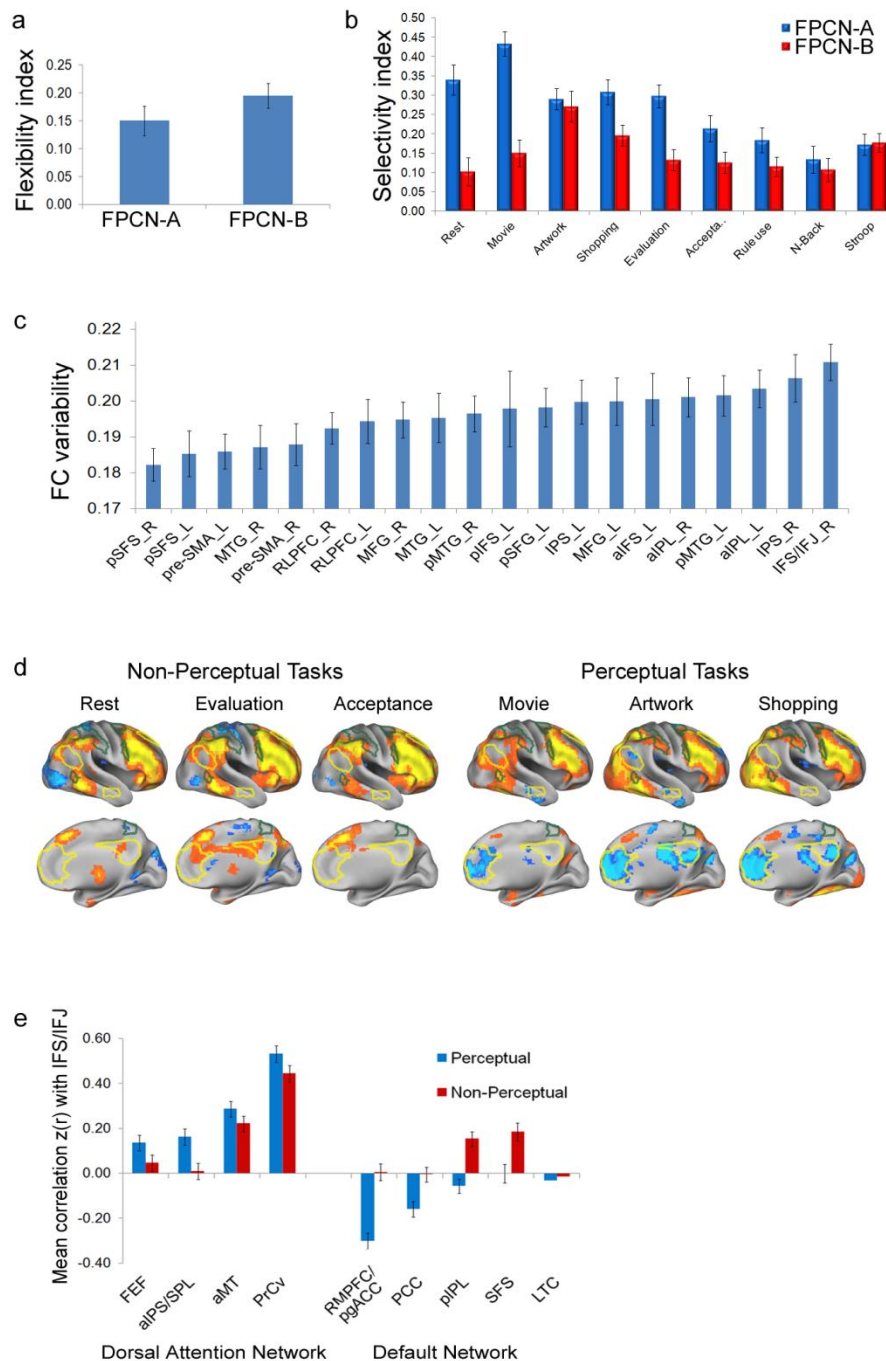 a
Flexibility index
0.25
0.20
0.15
0.10
0.05
0.00
FPCN-A
FPCN-B
b
Selectivity index
0.50
0.45
0.40
0.35
0.30
0.25
0.20
0.15
0.10
0.05
0.00
FPCN-A
FPCN-B
Rest
Movie
Artwork
Shopping
Evaluation
Accepta..
Rule use
N-Back
Stroop
c
FC variability
0.22
0.21
0.20
0.19
0.18
0.17
pSFS_R
pSFS_L
pre-SMA_L
MTG_R
pre-SMA_R
RLPFC_R
RLPFC_L
MFG_R
MTG_L
pMTG_R
pIFS_L
pSFG_L
IPS_L
MFG_L
aIFS_L
aIPL_R
pMTG_L
aIPL_L
IPS_R
IFS/IFJ_R
d
Non-Perceptual Tasks
Perceptual Tasks
Rest
Evaluation
Acceptance
Movie
Artwork
Shopping
e
Mean correlation z(r) with IFS/IFJ
0.60
0.40
0.20
0.00
-0.20
-0.40
Perceptual
Non-Perceptual
FEF
aIPS/SPL
aMT
PrCv
RMPFC/
pgACC
PCC
pIPL
SFS
LTC
Dorsal Attention Network
Default Network